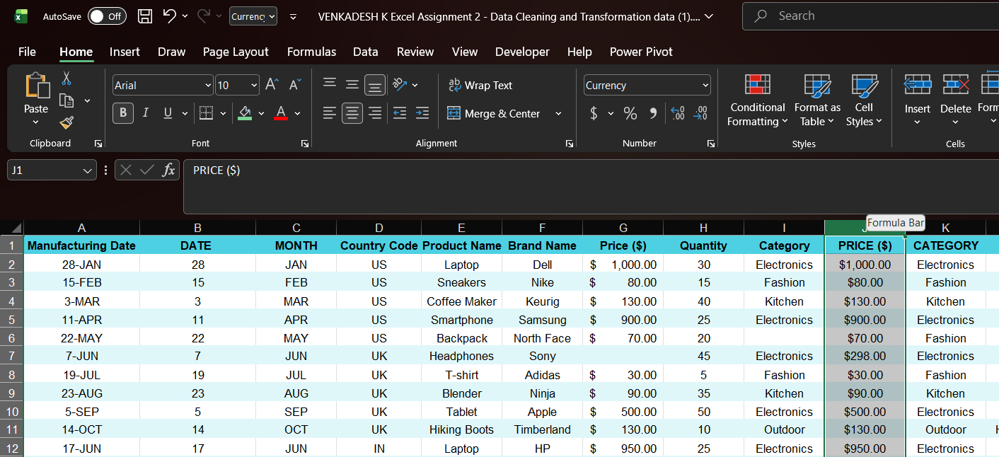 AutoSave Off Currency VENKADESH K Excel Assignment 2 - Data Cleaning and Transformation data (1).... Search
File Home Insert Draw Page Layout Formulas Data Review View Developer Help Power Pivot
Paste Arial 10 Wrap Text Currency Conditional Formatting Format as Table Cell Styles Insert Delete Form
B I U A Merge & Center $ % 9 .00
Clipboard Font Alignment Number Styles Cells
J1 fx PRICE ($)
Formula Bar
A B C D E F G H I J K
1 Manufacturing Date DATE MONTH Country Code Product Name Brand Name Price ($) Quantity Category PRICE ($) CATEGORY
2 28-JAN 28 JAN US Laptop Dell $ 1,000.00 30 Electronics $1,000.00 Electronics
3 15-FEB 15 FEB US Sneakers Nike $ 80.00 15 Fashion $80.00 Fashion
4 3-MAR 3 MAR US Coffee Maker Keurig $ 130.00 40 Kitchen $130.00 Kitchen
5 11-APR 11 APR US Smartphone Samsung $ 900.00 25 Electronics $900.00 Electronics
6 22-MAY 22 MAY US Backpack North Face $ 70.00 20 $70.00 Fashion
7 7-JUN 7 JUN UK Headphones Sony 45 Electronics $298.00 Electronics
8 19-JUL 19 JUL UK T-shirt Adidas $ 30.00 5 Fashion $30.00 Fashion
9 23-AUG 23 AUG UK Blender Ninja $ 90.00 35 Kitchen $90.00 Kitchen
10 5-SEP 5 SEP UK Tablet Apple $ 500.00 50 Electronics $500.00 Electronics
11 14-OCT 14 OCT UK Hiking Boots Timberland $ 130.00 10 Outdoor $130.00 Outdoor H
12 17-JUN 17 JUN IN Laptop HP $ 950.00 25 Electronics $950.00 Electronics